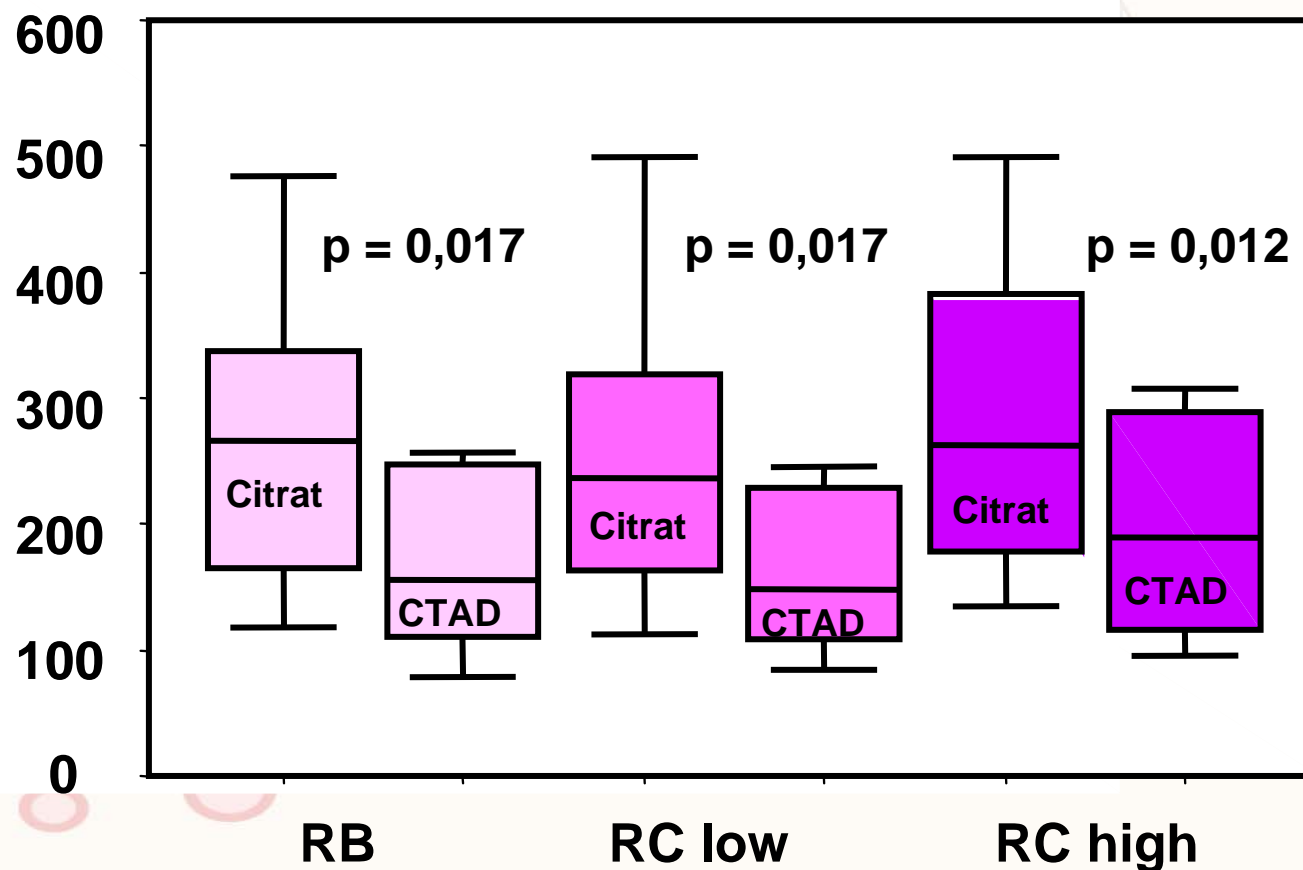 600
500
400
300
200
100
0
p = 0,017
p = 0,017
p = 0,012
Citrat
CTAD
Citrat
CTAD
Citrat
CTAD
RB
RC low
RC high